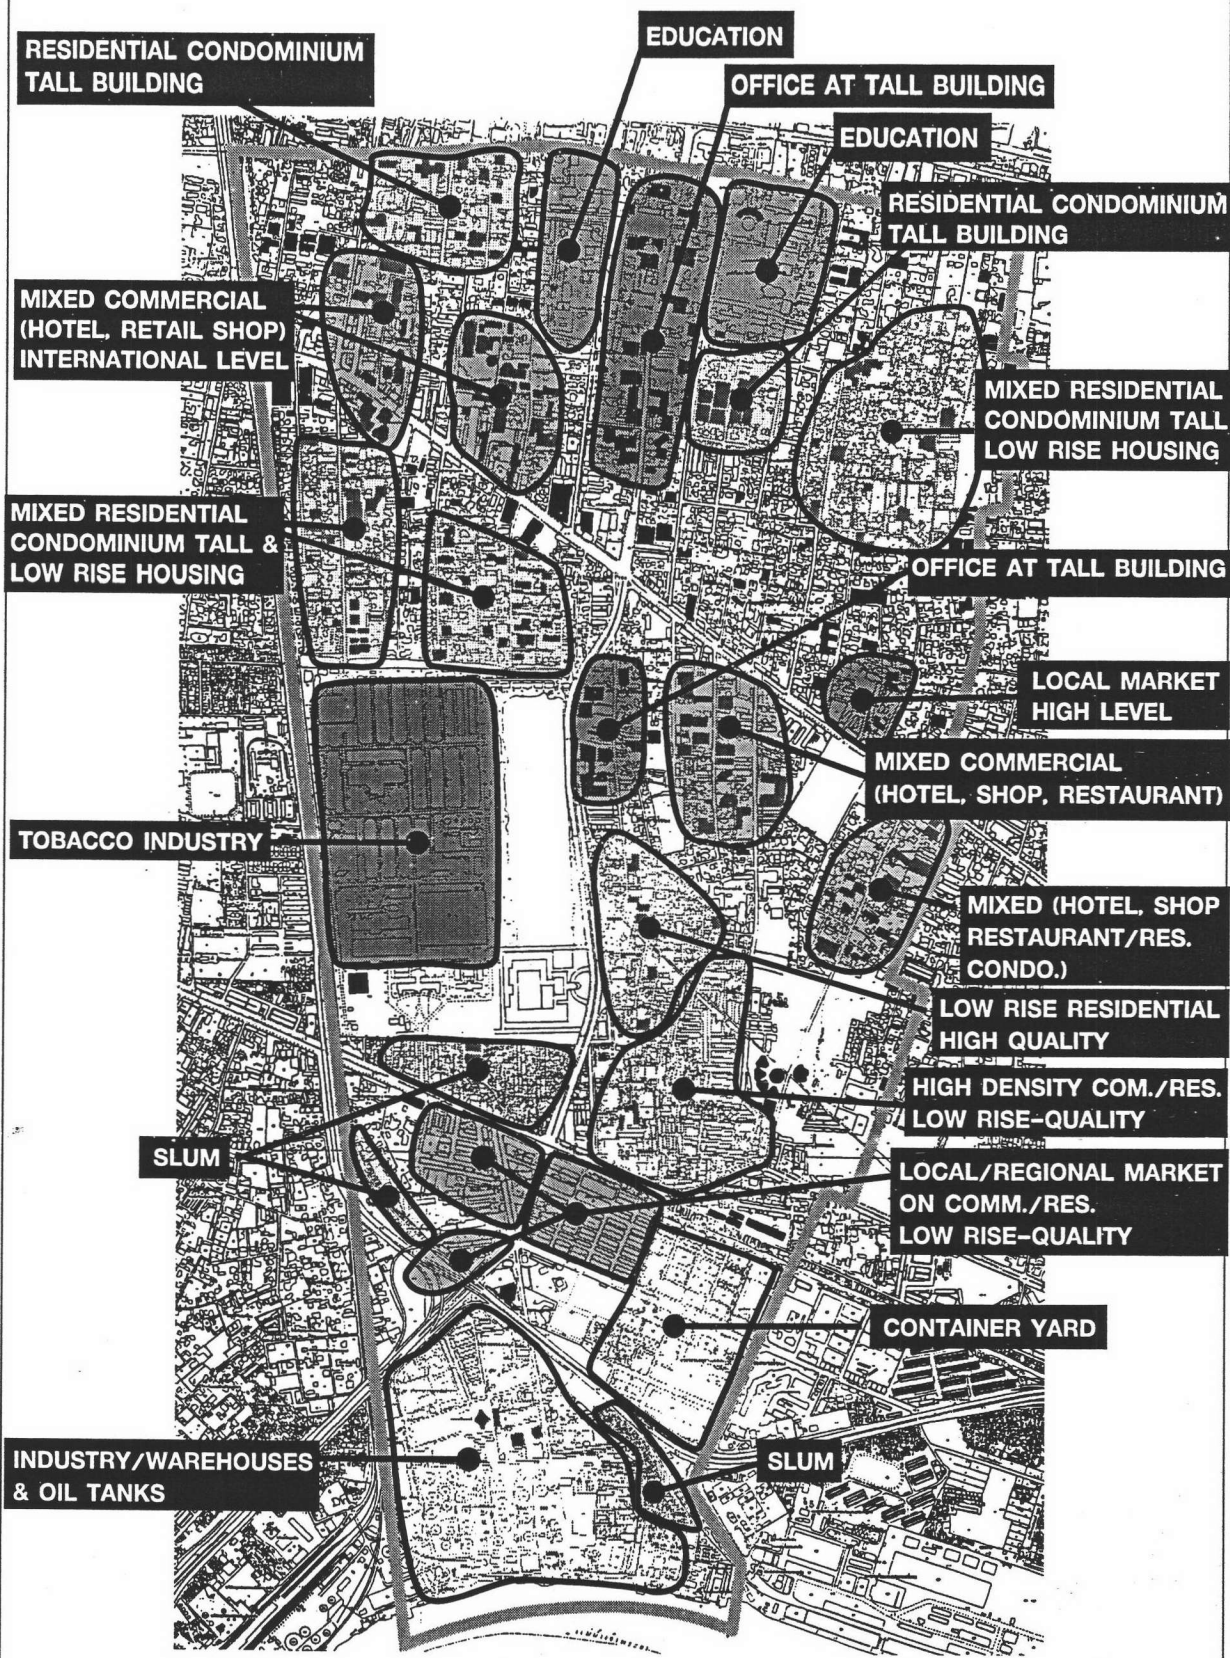 EDUCATION
RESIDENTIAL CONDOMINIUM
TALL BUILDING
OFFICE AT TALL BUILDING
EDUCATION
RESIDENTIAL CONDOMINIUM
TALL BUILDING
MIXED COMMERCIAL
(HOTEL, RETAIL SHOP)
INTERNATIONAL LEVEL
MIXED RESIDENTIAL
CONDOMINIUM TALL
LOW RISE HOUSING
MIXED RESIDENTIAL
CONDOMINIUM TALL &
LOW RISE HOUSING
OFFICE AT TALL BUILDING
LOCAL MARKET
HIGH LEVEL
MIXED COMMERCIAL
(HOTEL, SHOP, RESTAURANT)
TOBACCO INDUSTRY
MIXED (HOTEL, SHOP
RESTAURANT/RES.
CONDO.)
LOW RISE RESIDENTIAL
HIGH QUALITY
HIGH DENSITY COM./RES.
LOW RISE-QUALITY
SLUM
LOCAL/REGIONAL MARKET
ON COMM./RES.
LOW RISE-QUALITY
CONTAINER YARD
INDUSTRY/WAREHOUSES
& OIL TANKS
SLUM